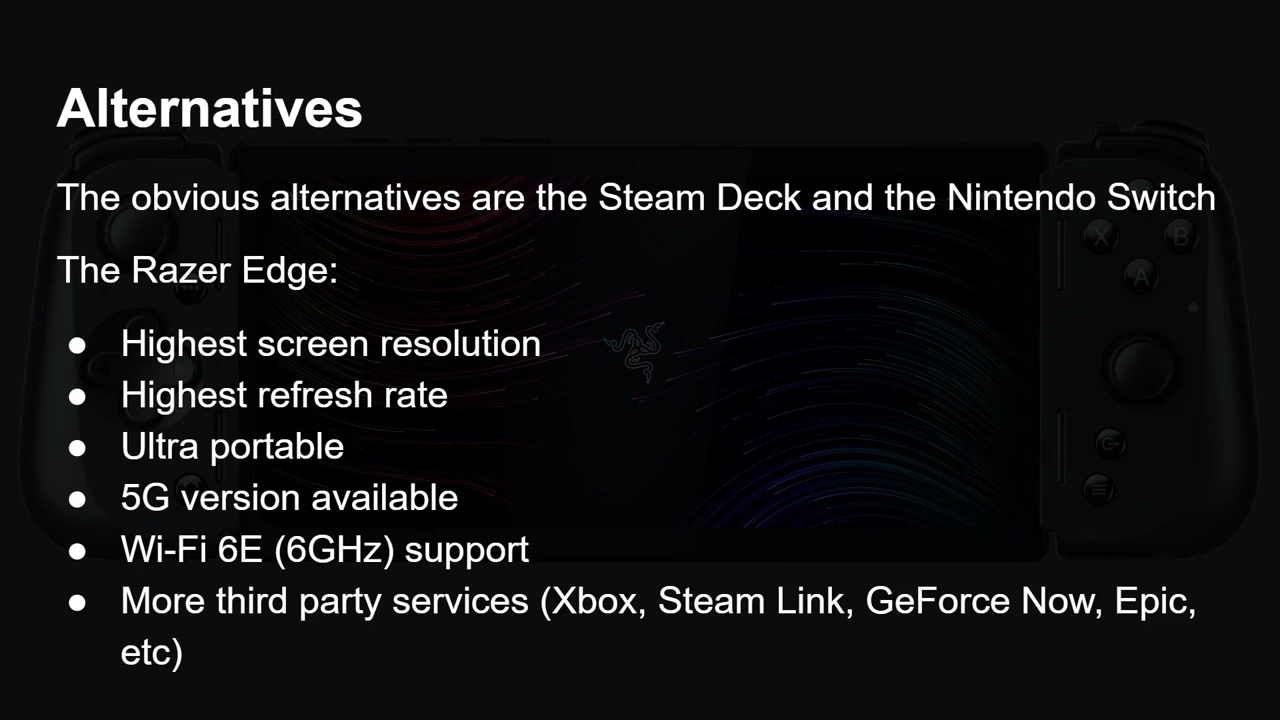 Alternatives
The obvious alternatives are the Steam Deck and the Nintendo Switch
The Razer Edge:
● Highest screen resolution
● Highest refresh rate
● Ultra portable
● 5G version available
● Wi-Fi 6E (6GHz) support
● More third party services (Xbox, Steam Link, GeForce Now, Epic,
etc)
X
B
A